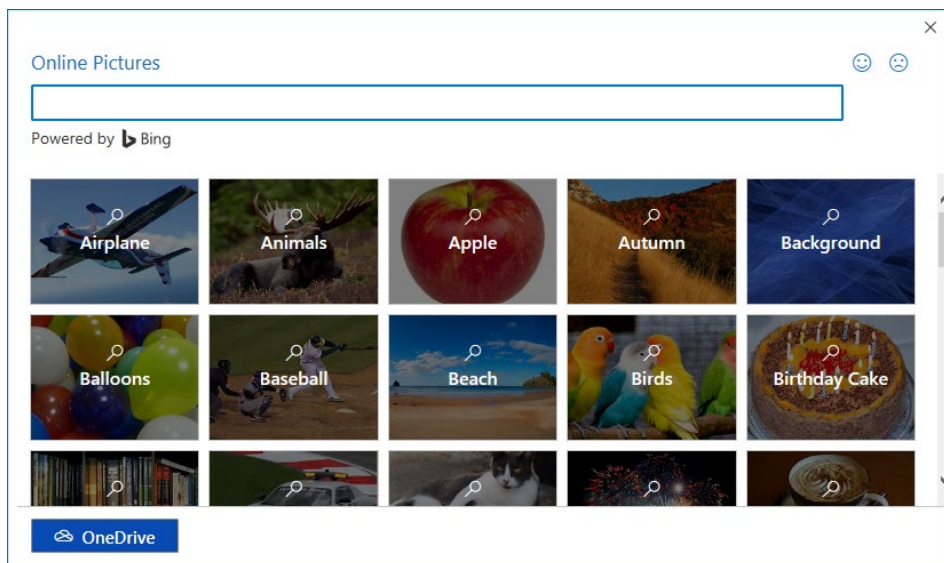 Online Pictures
Powered by Bing
Airplane
Animals
Apple
Autumn
Background
Balloons
Baseball
Beach
Birds
Birthday Cake
OneDrive